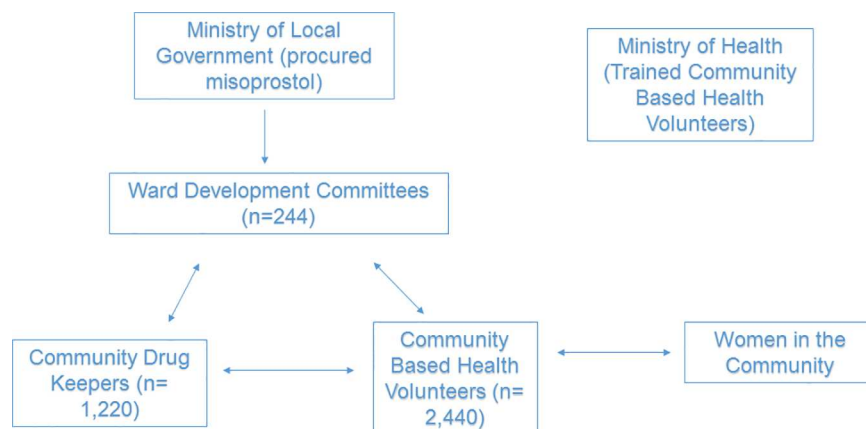 Ministry of Local
Government (procured
misoprostol)
Ministry of Health
(Trained Community
Based Health
Volunteers)
Ward Development Committees
(n=244)
Community Drug
Keepers (n=
1,220)
Community
Based Health
Volunteers (n=
2,440)
Women in the
Community